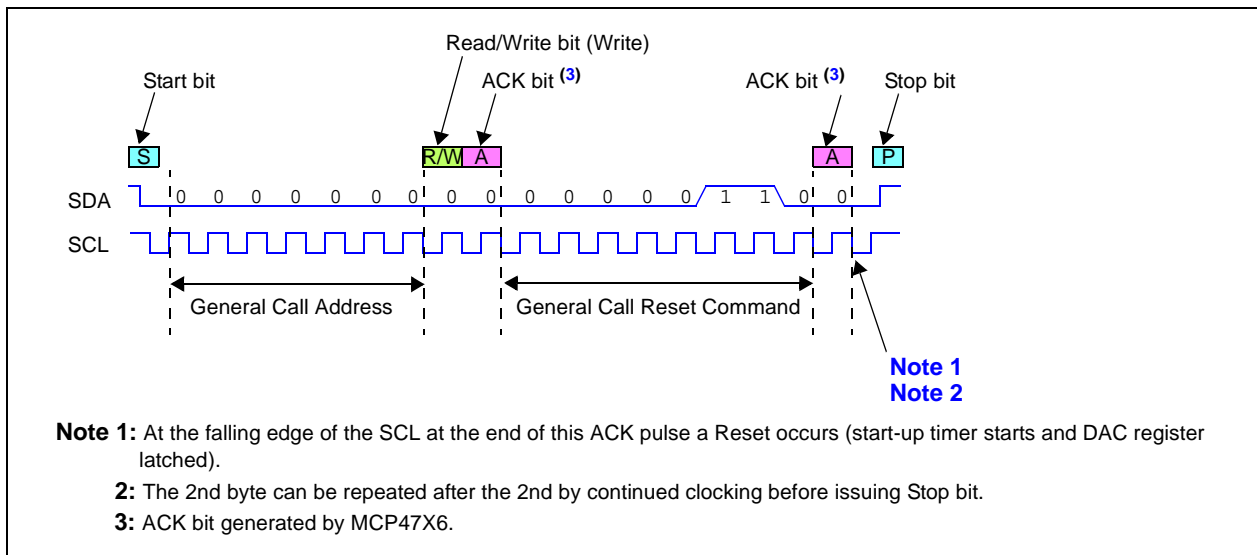 Read/Write bit (Write)
Start bit
ACK bit (3)
ACK bit (3)
Stop bit
S
R/W
A
A
P
SDA
0 0 0 0 0 0 0 0 0 0 0 0 0 1 1 0 0
SCL
General Call Address
General Call Reset Command
Note 1
Note 2
Note 1: At the falling edge of the SCL at the end of this ACK pulse a Reset occurs (start-up timer starts and DAC register
latched).
2: The 2nd byte can be repeated after the 2nd by continued clocking before issuing Stop bit.
3: ACK bit generated by MCP47X6.